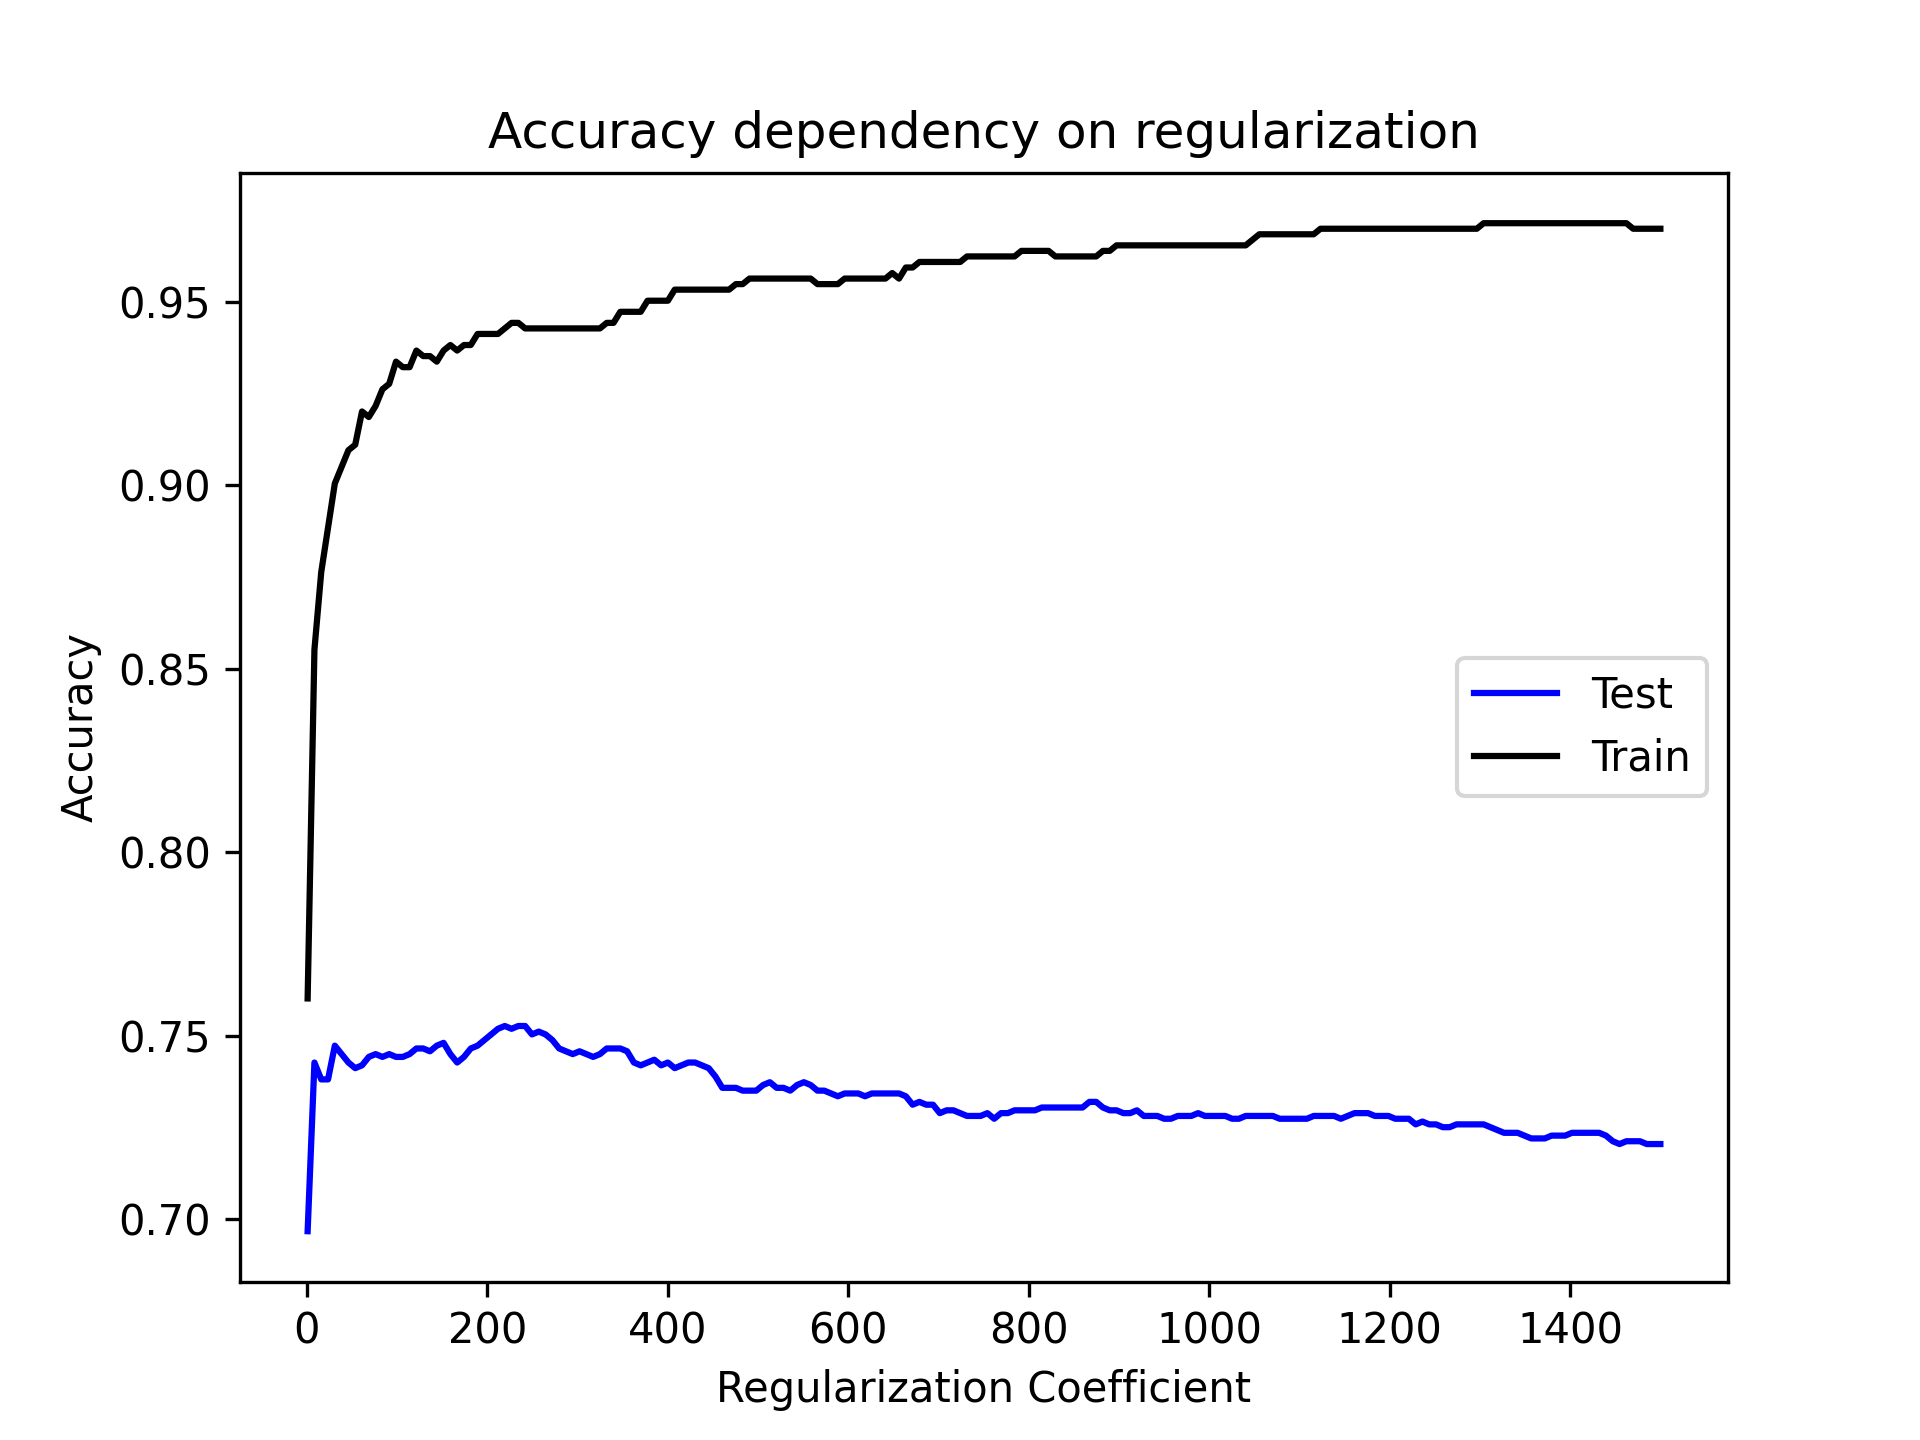 Accuracy dependency on regularization
Accuracy
0.95
0.90
0.85
0.80
0.75
0.70
Test
Train
0 200 400 600 800 1000 1200 1400
Regularization Coefficient